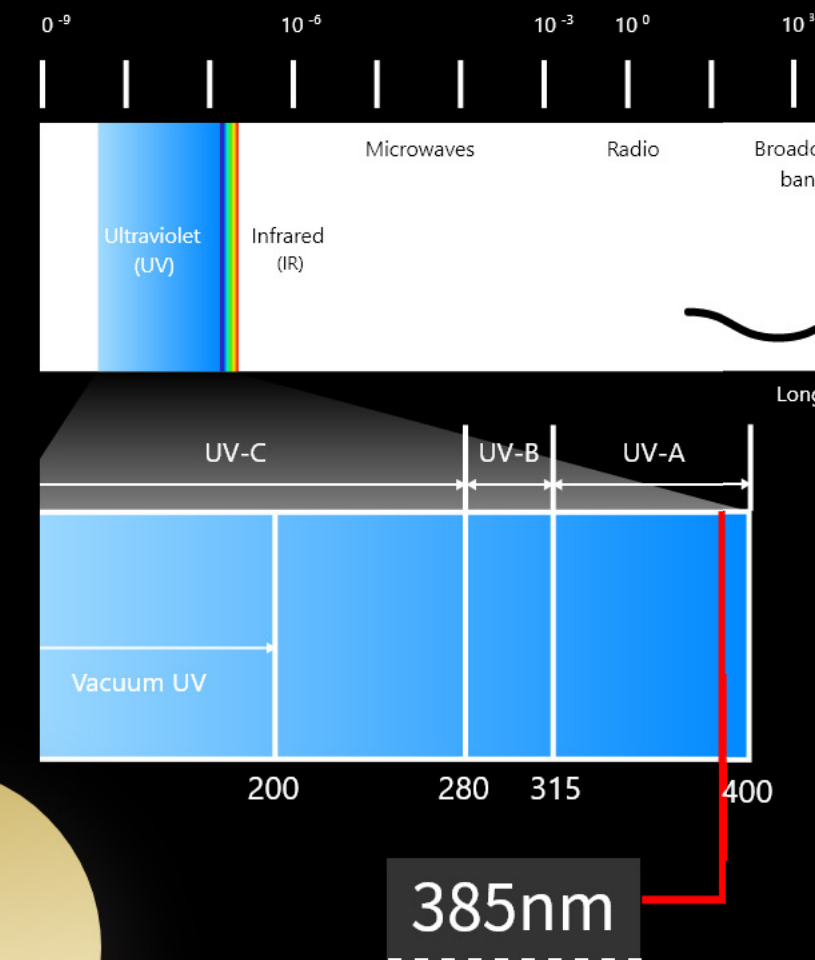 0⁻⁹ 10⁻⁶ 10⁻³ 10⁰ 10³
Microwaves Radio
Ultraviolet
(UV)
Infrared
(IR)
UV-C UV-B UV-A
Vacuum UV
200 280 315 400
385nm